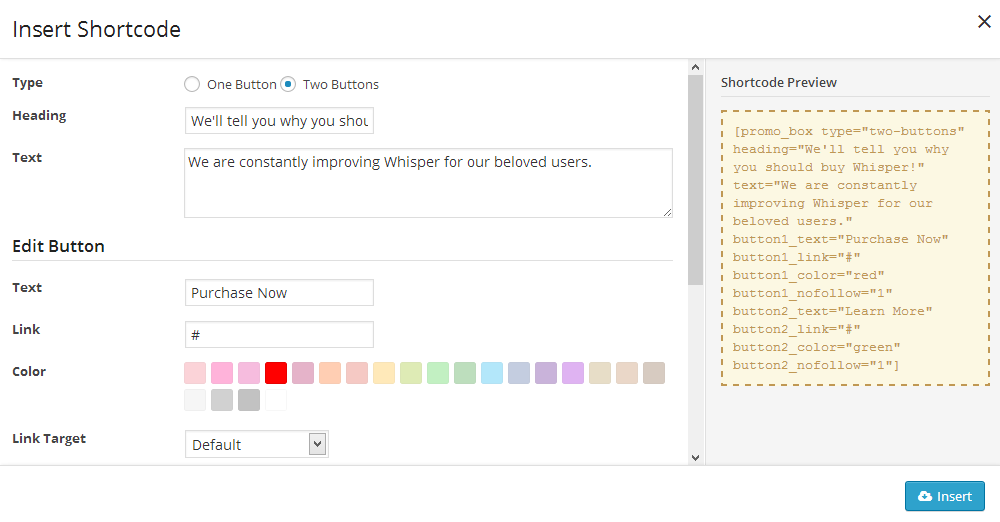 Insert Shortcode
Type
One Button
Two Buttons
Heading
We'll tell you why you shou
Text
We are constantly improving Whisper for our beloved users.
Edit Button
Text
Purchase Now
Link
#
Color
Link Target
Default
Shortcode Preview
[promo_box type="two-buttons"
heading="We'll tell you why
you should buy Whisper!"
text="We are constantly
improving Whisper for our
beloved users."
button1_text="Purchase Now"
button1_link="#"
button1_color="red"
button1_nofollow="1"
button2_text="Learn More"
button2_link="#"
button2_color="green"
button2_nofollow="1"]
Insert